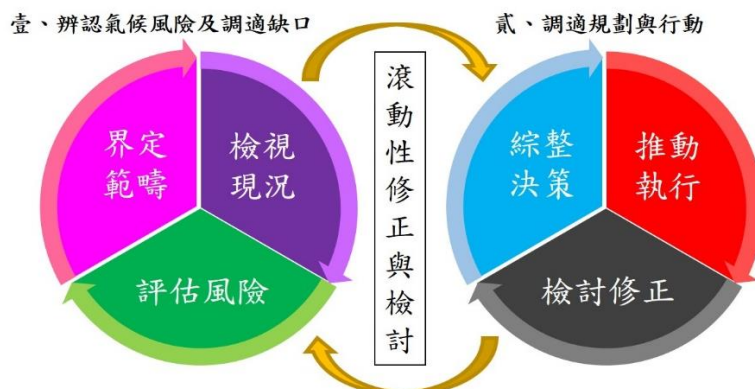 壹、辨認氣候風險及調適缺口
界定
範疇
檢視
現況
評估風險
滾動性修正與檢討
貳、調適規劃與行動
綜整
決策
推動
執行
檢討修正